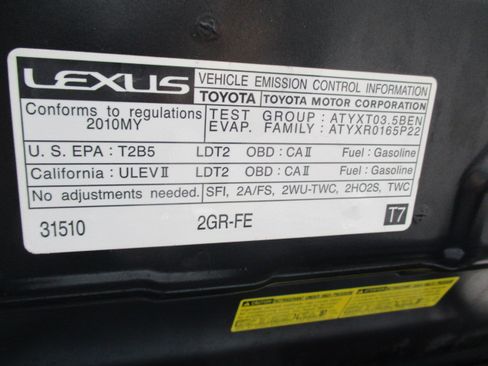 LEXUS
VEHICLE EMISSION CONTROL INFORMATION
TOYOTA TOYOTA MOTOR CORPORATION
Conforms to regulations
2010MY
TEST GROUP : ATYXT03.5BEN
EVAP. FAMILY : ATYXR0165P22
U. S. EPA : T2B5 LDT2 OBD : CA II Fuel : Gasoline
California : ULEV II LDT2 OBD : CA II Fuel : Gasoline
No adjustments needed. SFI, 2A/FS, 2WU-TWC, 2HO2S, TWC
31510 2GR-FE T7